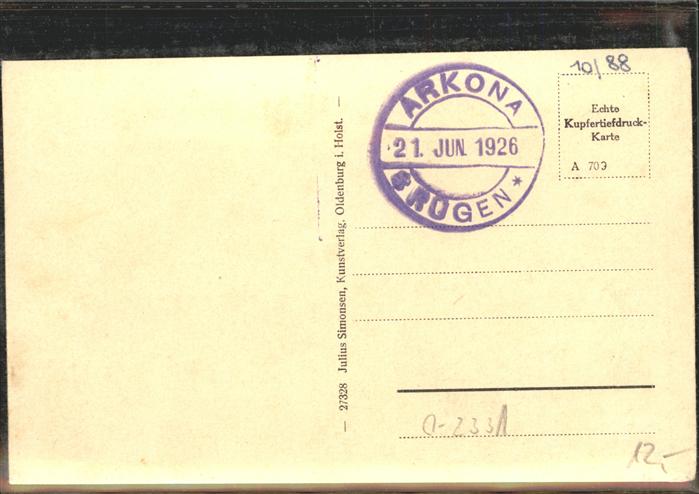 10/88
ARKONA
21. JUN. 1926
* RÜGEN *
Echte
Kupfertiefdruck-
Karte
A 709
— 27328 Julius Simonsen, Kunstverlag, Oldenburg i. Holst. —
12,-